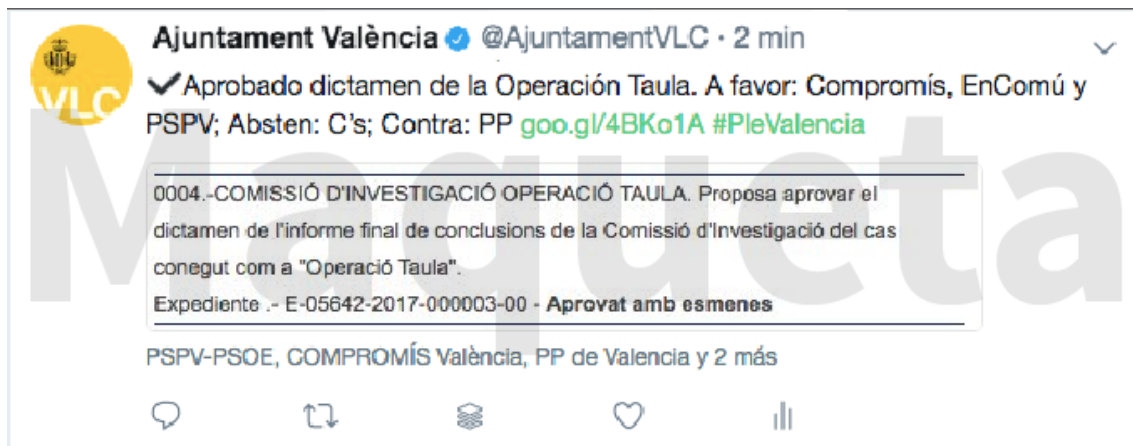 Ajuntament València @AjuntamentVLC · 2 min
VLC
✔Aprobado dictamen de la Operación Taula. A favor: Compromís, EnComú y
PSPV; Absten: C's; Contra: PP goo.gl/4BKo1A #PleValencia
Maqueta
0004.-COMISSIÓ D'INVESTIGACIÓ OPERACIÓ TAULA. Proposa aprovar el
dictamen de l'informe final de conclusions de la Comissió d'Investigació del cas
conegut com a "Operació Taula".
Expediente .- E-05642-2017-000003-00 - Aprovat amb esmenes
PSPV-PSOE, COMPROMÍS València, PP de Valencia y 2 más